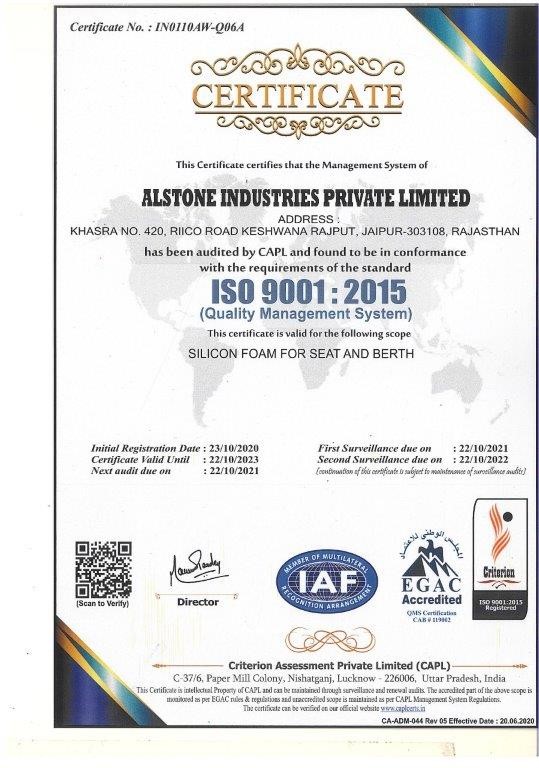 Certificate No. : IN0110AW-Q06A
CERTIFICATE
This Certificate certifies that the Management System of
ALSTONE INDUSTRIES PRIVATE LIMITED
ADDRESS :
KHASRA NO. 420, RIICO ROAD KESHWANA RAJPUT, JAIPUR-303108, RAJASTHAN
has been audited by CAPL and found to be in conformance
with the requirements of the standard
ISO 9001 : 2015
(Quality Management System)
This certificate is valid for the following scope
SILICON FOAM FOR SEAT AND BERTH
Initial Registration Date : 23/10/2020
Certificate Valid Until : 22/10/2023
Next audit due on : 22/10/2021
First Surveillance due on : 22/10/2021
Second Surveillance due on : 22/10/2022
[continuation of this certificate is subject to maintenance of surveillance audits]
(Scan to Verify)
Director
MEMBER OF MULTILATERAL
IAF
RECOGNITION ARRANGEMENT
المجلس الوطني للاعتماد
EGAC
Accredited
QMS Certification
CAB # 119002
Criterion
ISO 9001:2015
Registered
Criterion Assessment Private Limited (CAPL)
C-37/6, Paper Mill Colony, Nishatganj, Lucknow - 226006, Uttar Pradesh, India
This Certificate is intellectual Property of CAPL and can be maintained through surveillance and renewal audits. The accredited part of the above scope is
monitored as per EGAC rules & regulations and unaccredited scope is maintained as per CAPL Management System Regulations.
The certificate can be verified on our official website www.caplcerts.in
CA-ADM-044 Rev 05 Effective Date : 20.06.2020